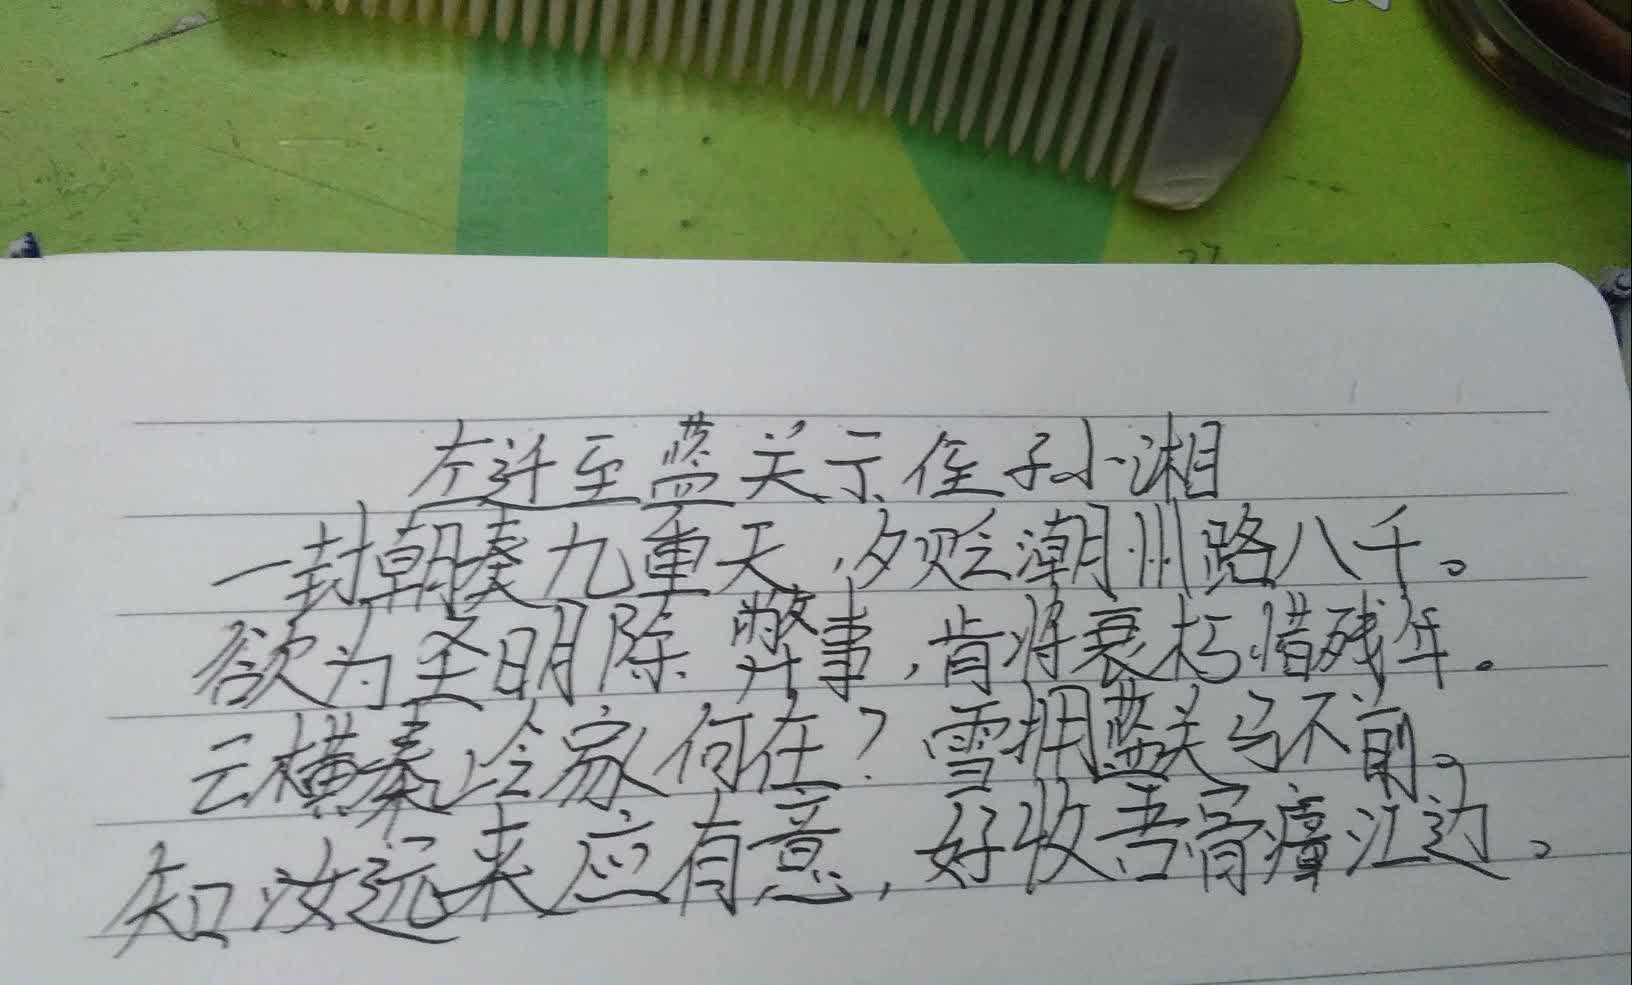 左迁至蓝关示侄孙湘
一封朝奏九重天,夕贬潮州路八千。
欲为圣明除弊事,肯将衰朽惜残年。
云横秦岭家何在?雪拥蓝关马不前。
知汝远来应有意,好收吾骨瘴江边。